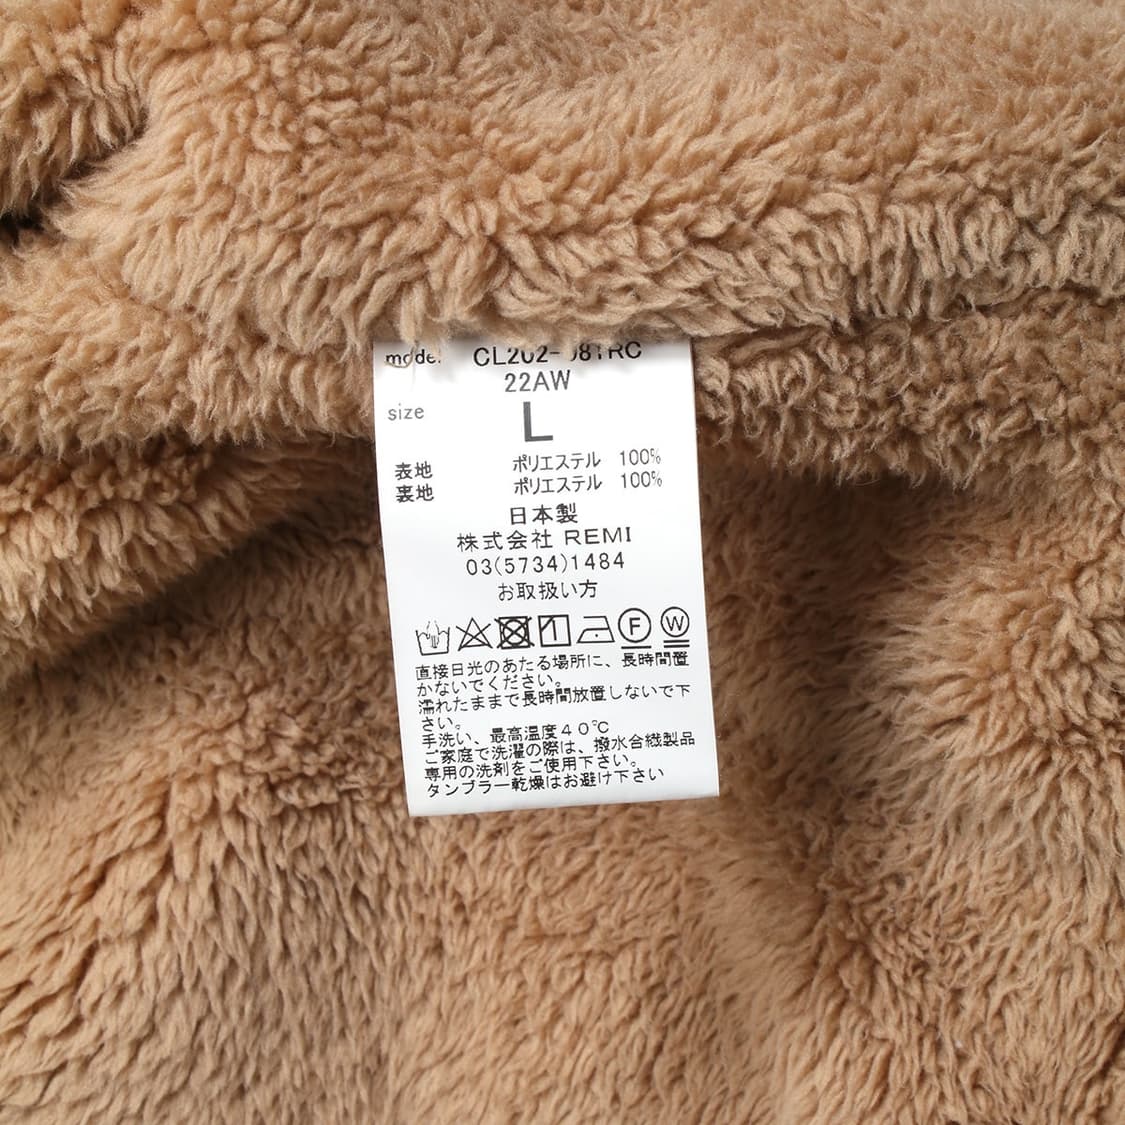 model
22AW
size L
表地 ポリエステル 100%
裏地 ポリエステル 100%
日本製
株式会社 REMI
03(5734)1484
お取扱い方
F W
直接日光のあたる場所に、長時間置
かないでください。
濡れたままで長時間放置しないで下
さい。
手洗い、最高温度40℃
ご家庭で洗濯の際は、撥水合繊製品
専用の洗剤をご使用下さい。
タンブラー乾燥はお避け下さい